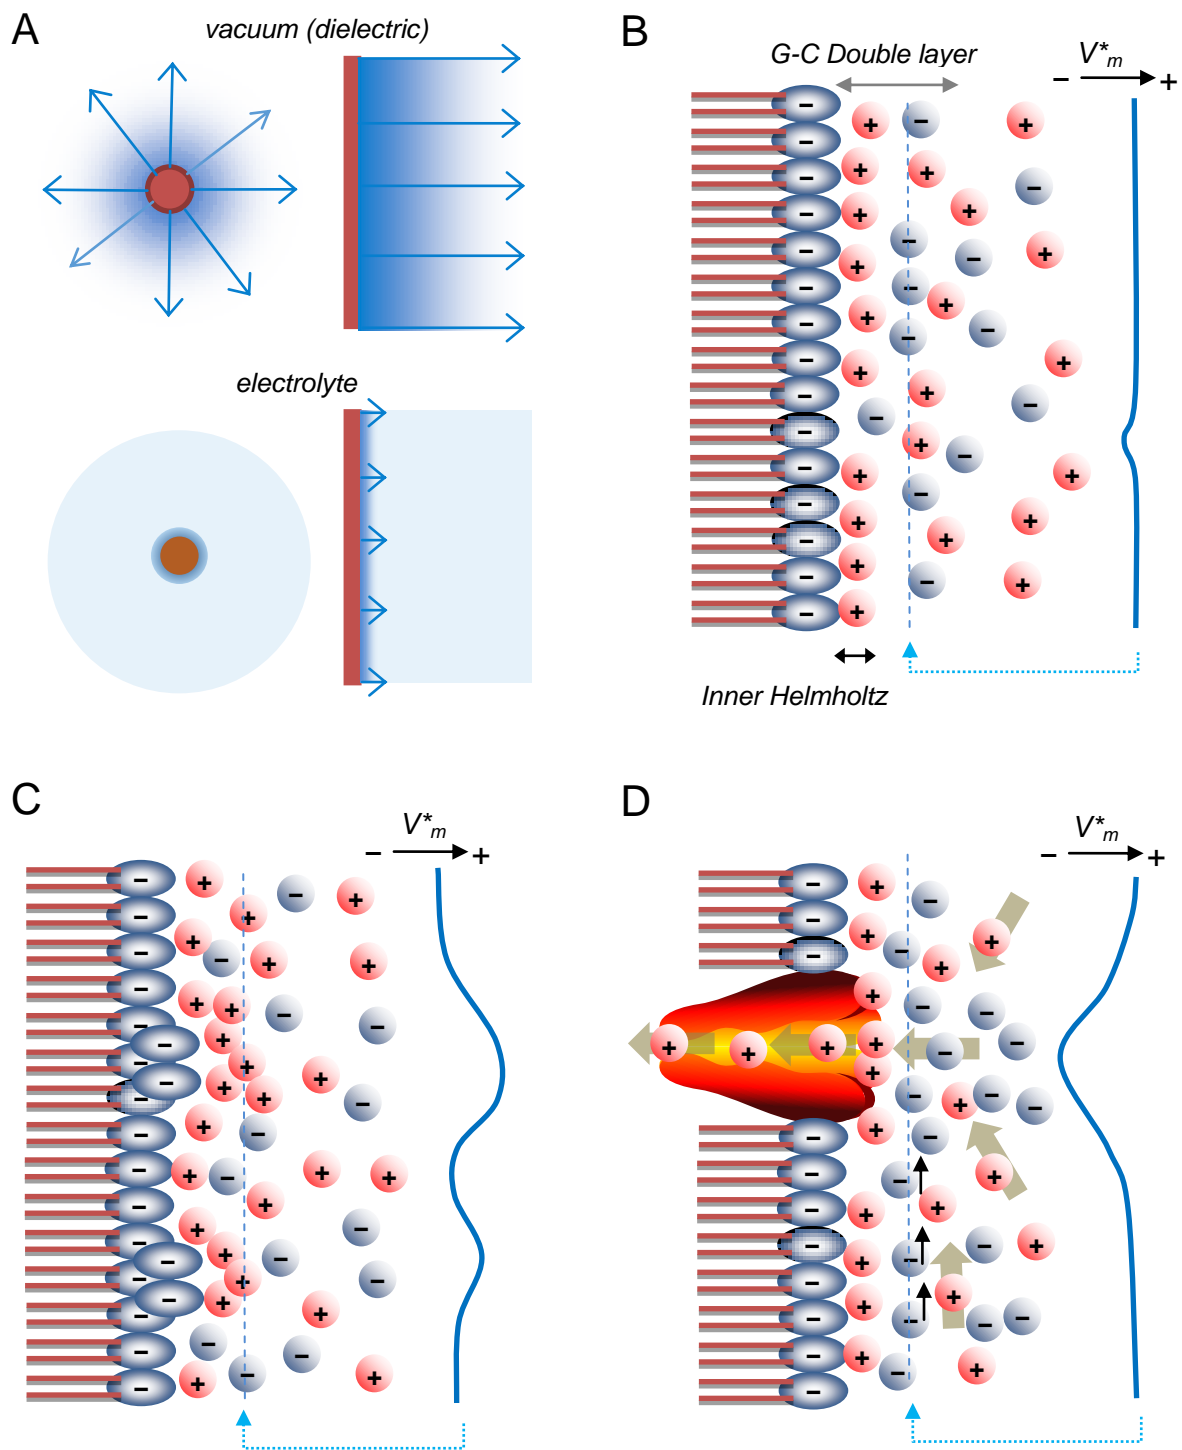 A
vacuum (dielectric)
electrolyte
B
G-C Double layer
V*m
− +
Inner Helmholtz
C
V*m
− +
D
V*m
− +